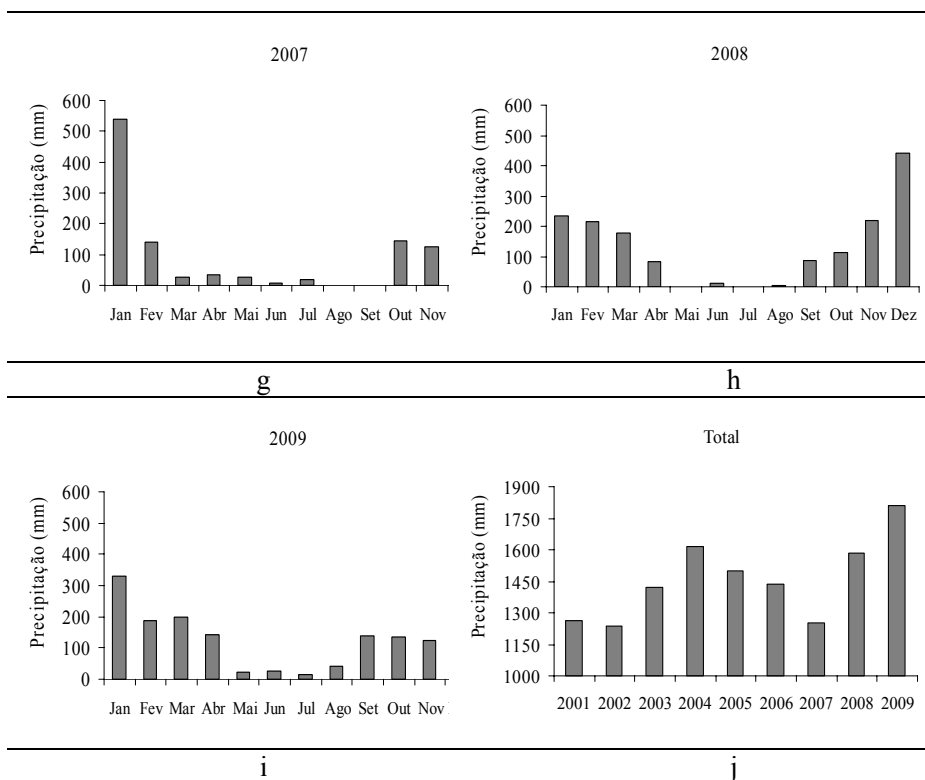 2007
2008
Precipitação (mm)
600
500
400
300
200
100
0
Jan Fev Mar Abr Mai Jun Jul Ago Set Out Nov
Precipitação (mm)
600
500
400
300
200
100
0
Jan Fev Mar Abr Mai Jun Jul Ago Set Out Nov Dez
g
h
2009
Total
Precipitação (mm)
600
500
400
300
200
100
0
Jan Fev Mar Abr Mai Jun Jul Ago Set Out Nov
Precipitação (mm)
1900
1750
1600
1450
1300
1150
1000
2001 2002 2003 2004 2005 2006 2007 2008 2009
i
j